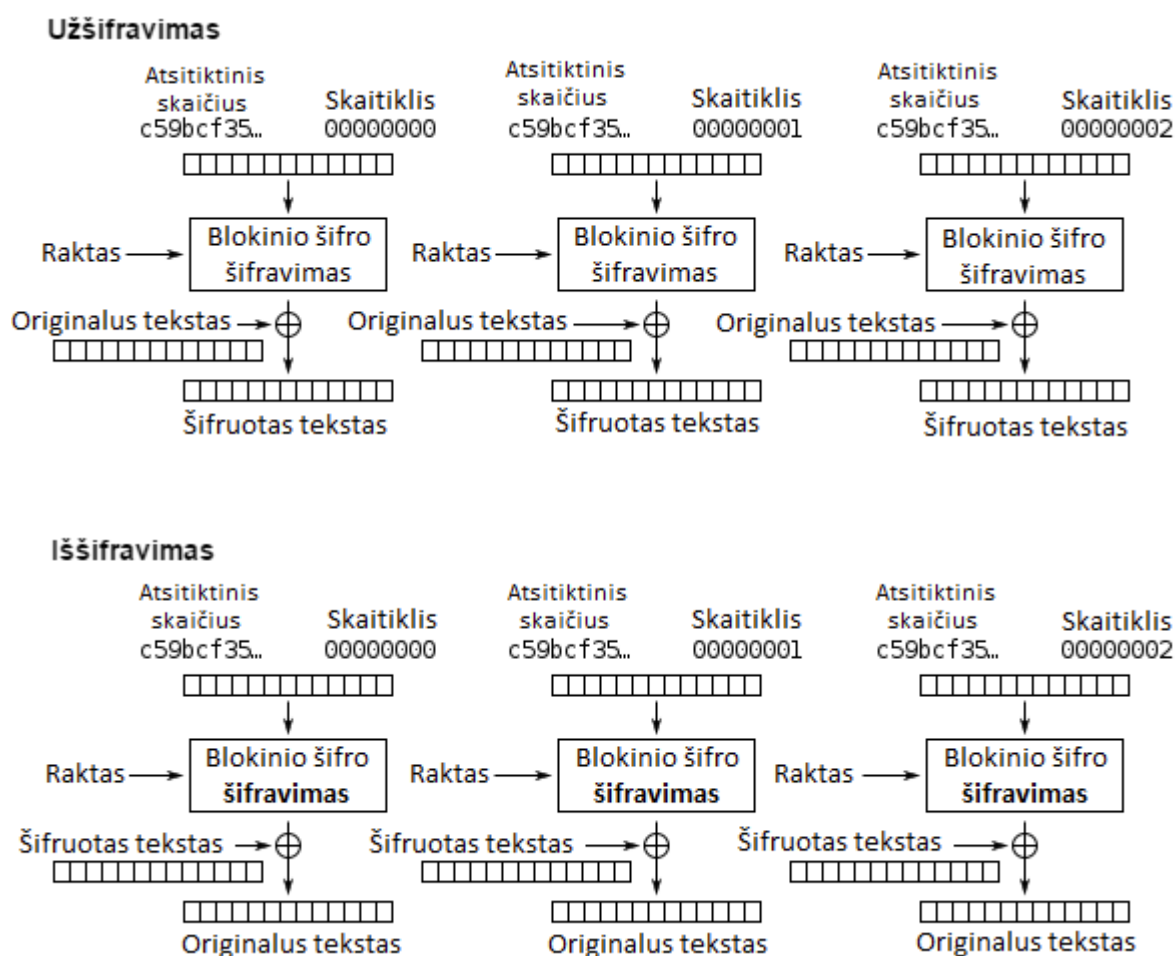 Užšifravimas
Atsitiktinis
skaičius
c59bcf35…
Skaitiklis
00000000
Atsitiktinis
skaičius
c59bcf35…
Skaitiklis
00000001
Atsitiktinis
skaičius
c59bcf35…
Skaitiklis
00000002
Raktas
Blokinio šifro
šifravimas
Raktas
Blokinio šifro
šifravimas
Raktas
Blokinio šifro
šifravimas
Originalus tekstas
Originalus tekstas
Originalus tekstas
Šifruotas tekstas
Šifruotas tekstas
Šifruotas tekstas
Iššifravimas
Atsitiktinis
skaičius
c59bcf35…
Skaitiklis
00000000
Atsitiktinis
skaičius
c59bcf35…
Skaitiklis
00000001
Atsitiktinis
skaičius
c59bcf35…
Skaitiklis
00000002
Raktas
Blokinio šifro
šifravimas
Raktas
Blokinio šifro
šifravimas
Raktas
Blokinio šifro
šifravimas
Šifruotas tekstas
Šifruotas tekstas
Šifruotas tekstas
Originalus tekstas
Originalus tekstas
Originalus tekstas